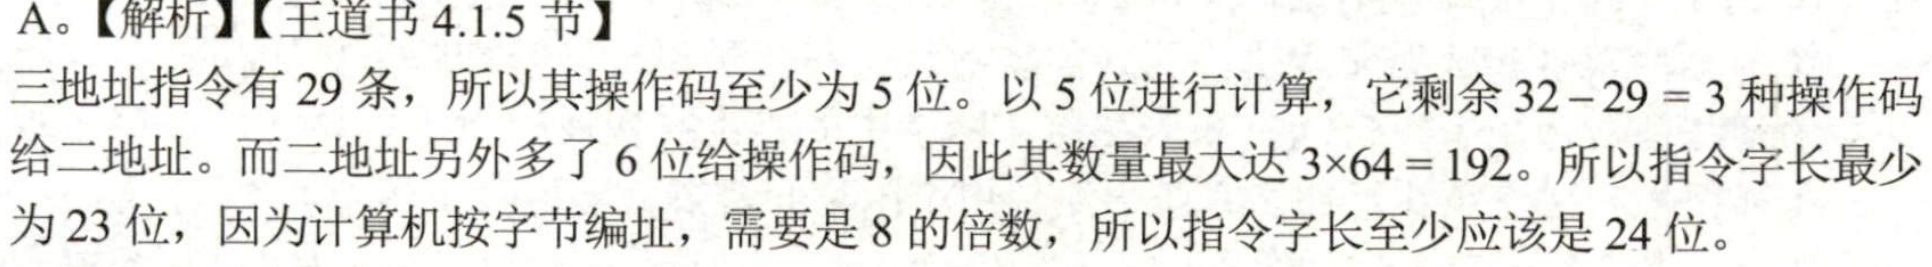 A。【解析】【王道书 4.1.5 节】
三地址指令有 29 条，所以其操作码至少为 5 位。以 5 位进行计算，它剩余 32 – 29 = 3 种操作码
给二地址。而二地址另外多了 6 位给操作码，因此其数量最大达 3×64 = 192。所以指令字长最少
为 23 位，因为计算机按字节编址，需要是 8 的倍数，所以指令字长至少应该是 24 位。